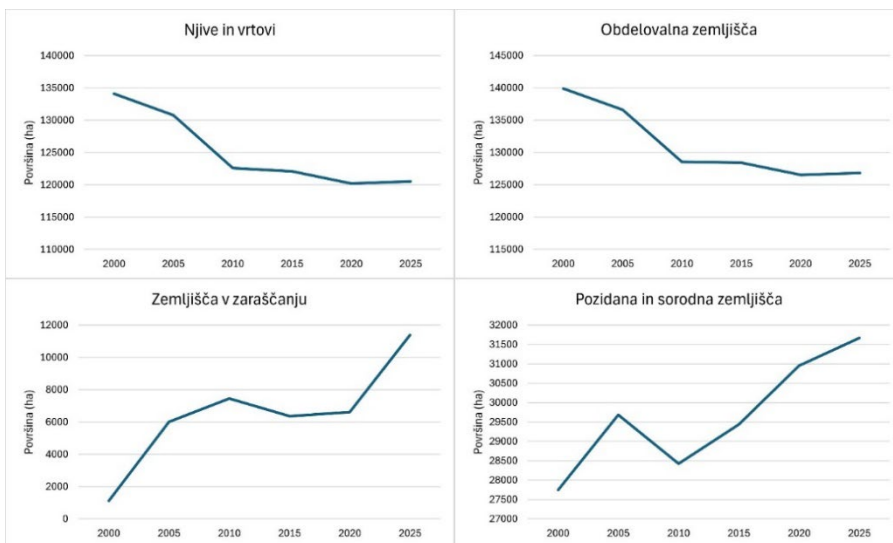 Njive in vrtovi
140000
135000
130000
125000
120000
115000
110000
Površina (ha)
2000 2005 2010 2015 2020 2025
Obdelovalna zemljišča
145000
140000
135000
130000
125000
120000
115000
Površina (ha)
2000 2005 2010 2015 2020 2025
Zemljišča v zaraščanju
12000
10000
8000
6000
4000
2000
0
Površina (ha)
2000 2005 2010 2015 2020 2025
Pozidana in sorodna zemljišča
32000
31500
31000
30500
30000
29500
29000
28500
28000
27500
27000
Površina (ha)
2000 2005 2010 2015 2020 2025